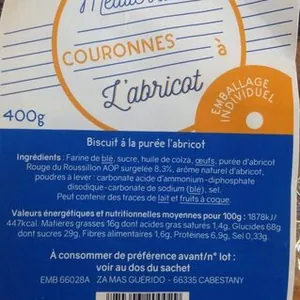 COURONNES à
L'abricot
400g
EMBALLAGE
INDIVIDUEL
Biscuit à la purée l'abricot
Ingrédients : Farine de blé, sucre, huile de colza, œufs, purée d'abricot
Rouge du Roussillon AOP surgelée 8,3%, arôme naturel d'abricot,
poudres à lever : carbonate acide d'ammonium-diphosphate
disodique-carbonate de sodium (blé), sel.
Peut contenir des traces de lait et fruits à coque.
Valeurs énergétiques et nutritionnelles moyennes pour 100g : 1878kJ/
447kcal. Matières grasses 16g dont acides gras saturés 1,4g, Glucides 68g
dont sucres 29g, Fibres alimentaires 1,6g, Protéines 6,9g, Sel 0,33g
À consommer de préférence avant/n° lot :
voir au dos du sachet
EMB 66028A ZA MAS GUÉRIDO - 66335 CABESTANY